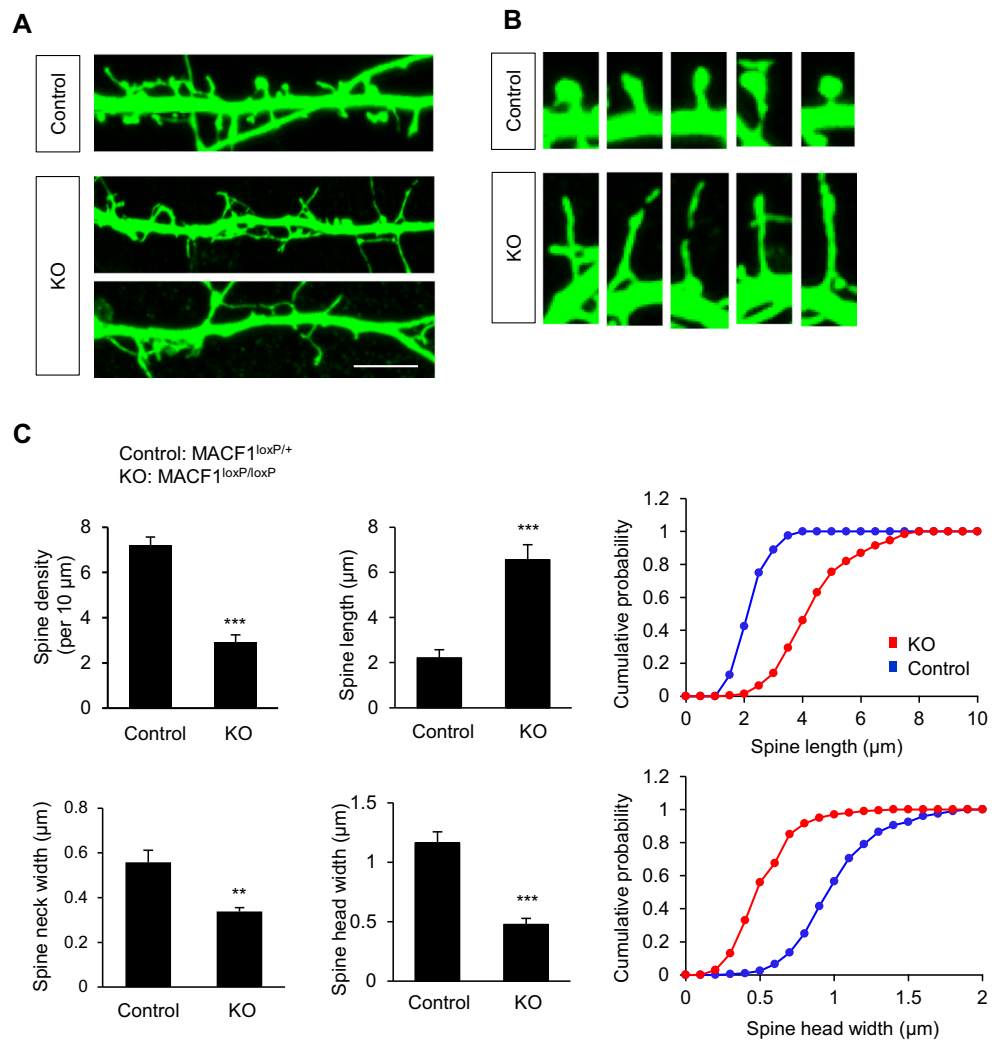 A
Control
KO
B
Control
KO
C
Control: MACF1loxP/+
KO: MACF1loxP/loxP
Spine density
(per 10 µm)
8
6
4
2
0
***
Control
KO
Spine length (µm)
8
6
4
2
0
***
Control
KO
Cumulative probability
1.2
1
0.8
0.6
0.4
0.2
0
KO
Control
0
2
4
6
8
10
Spine length (µm)
Spine neck width (µm)
0.8
0.6
0.4
0.2
0
**
Control
KO
Spine head width (µm)
1.5
1
0.5
0
***
Control
KO
Cumulative probability
1.2
1
0.8
0.6
0.4
0.2
0
0
0.5
1
1.5
2
Spine head width (µm)